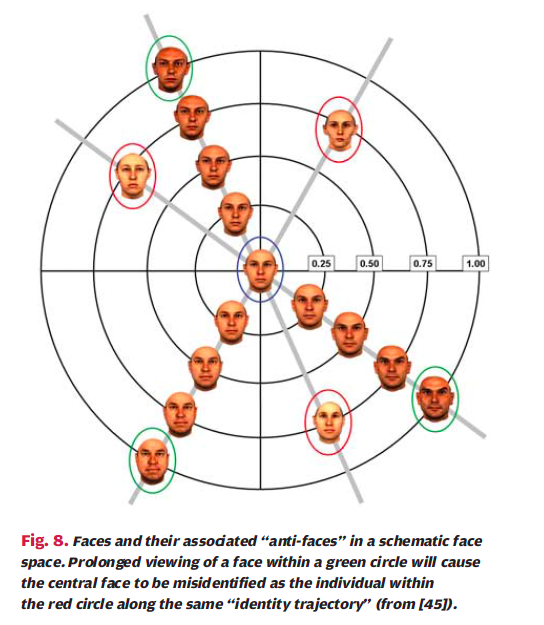 0.25 0.50 0.75 1.00
Fig. 8. Faces and their associated “anti-faces” in a schematic face
space. Prolonged viewing of a face within a green circle will cause
the central face to be misidentified as the individual within
the red circle along the same “identity trajectory” (from [45]).